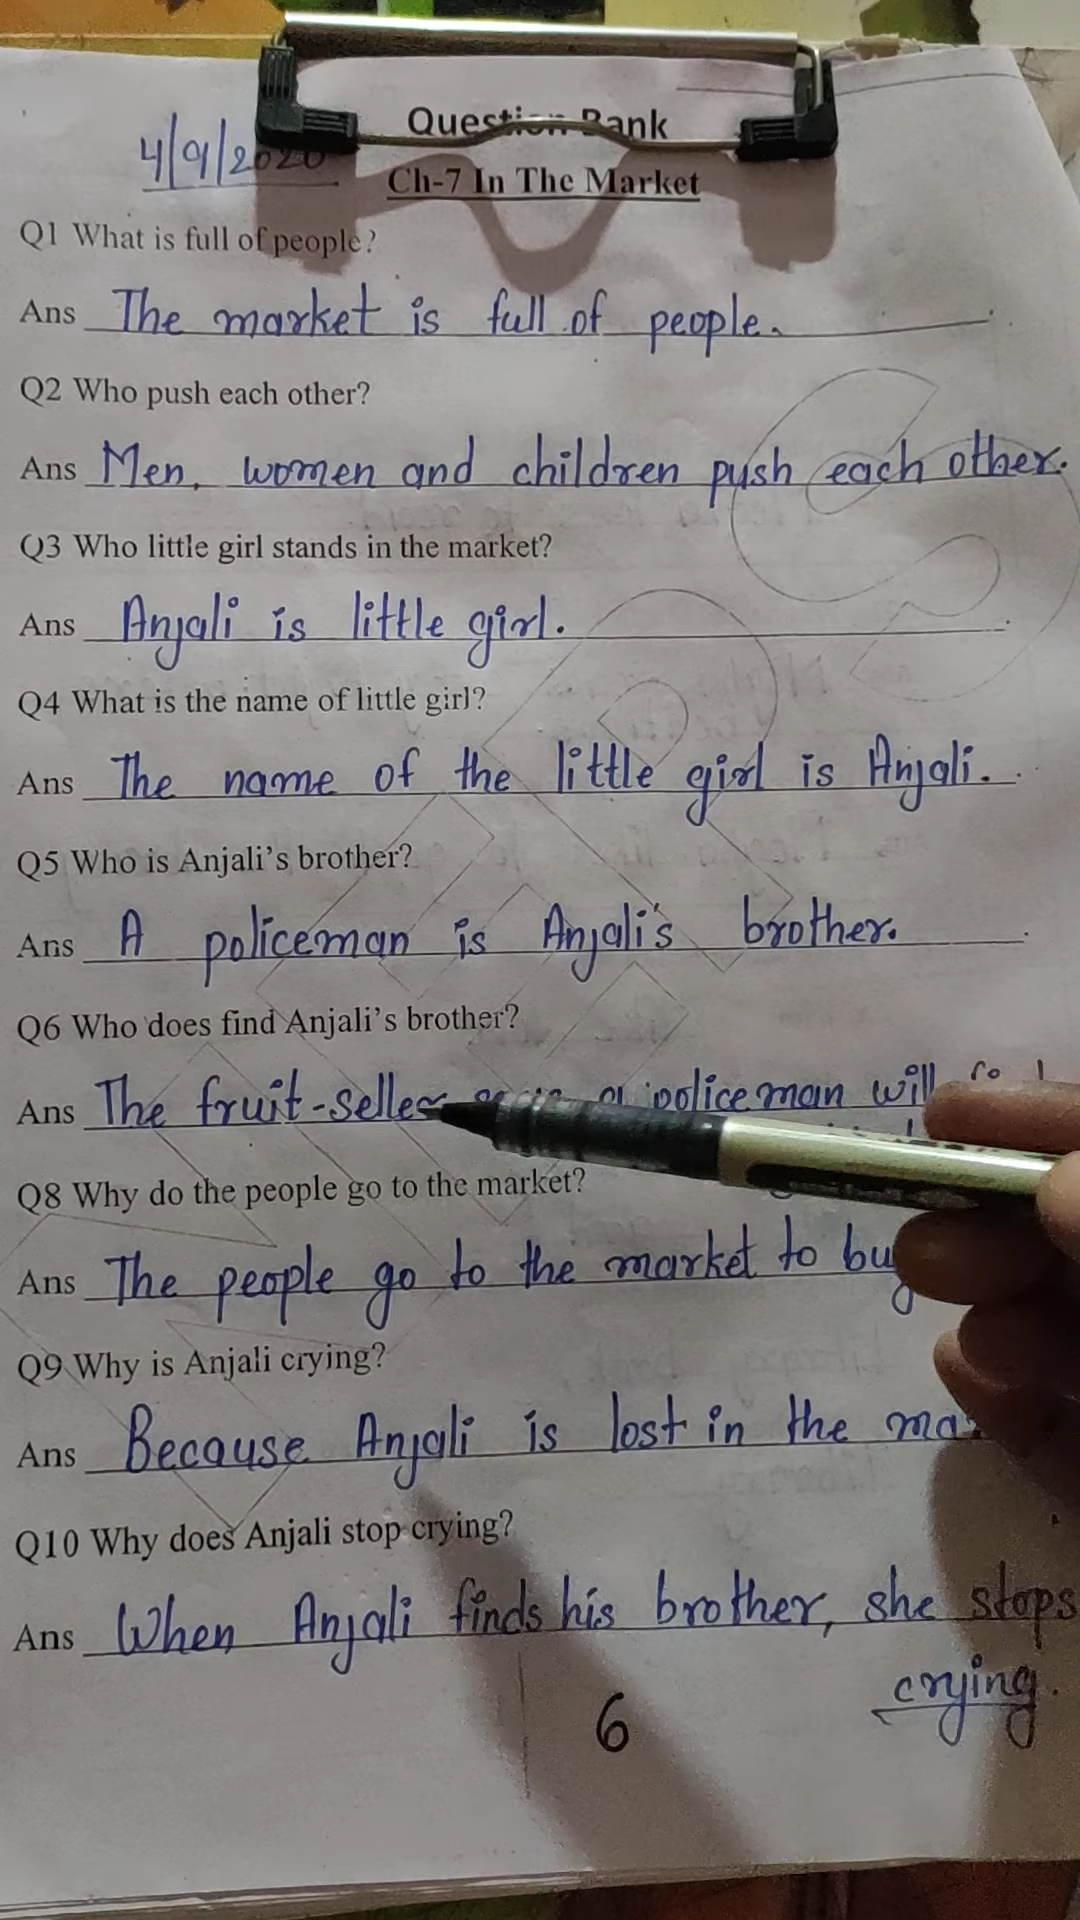 Question Bank
4/9/2020
Ch-7 In The Market
Q1 What is full of people?
Ans The market is full of people.
Q2 Who push each other?
Ans Men, women and children push each other.
Q3 Who little girl stands in the market?
Ans Anjali is little girl.
Q4 What is the name of little girl?
Ans The name of the little girl is Anjali.
Q5 Who is Anjali's brother?
Ans A policeman is Anjali's brother.
Q6 Who does find Anjali's brother?
Ans The fruit-seller a policeman will
Q8 Why do the people go to the market?
Ans The people go to the market to
Q9 Why is Anjali crying?
Ans Because Anjali is lost in the
Q10 Why does Anjali stop crying?
Ans When Anjali finds his brother, she stops
crying.
6